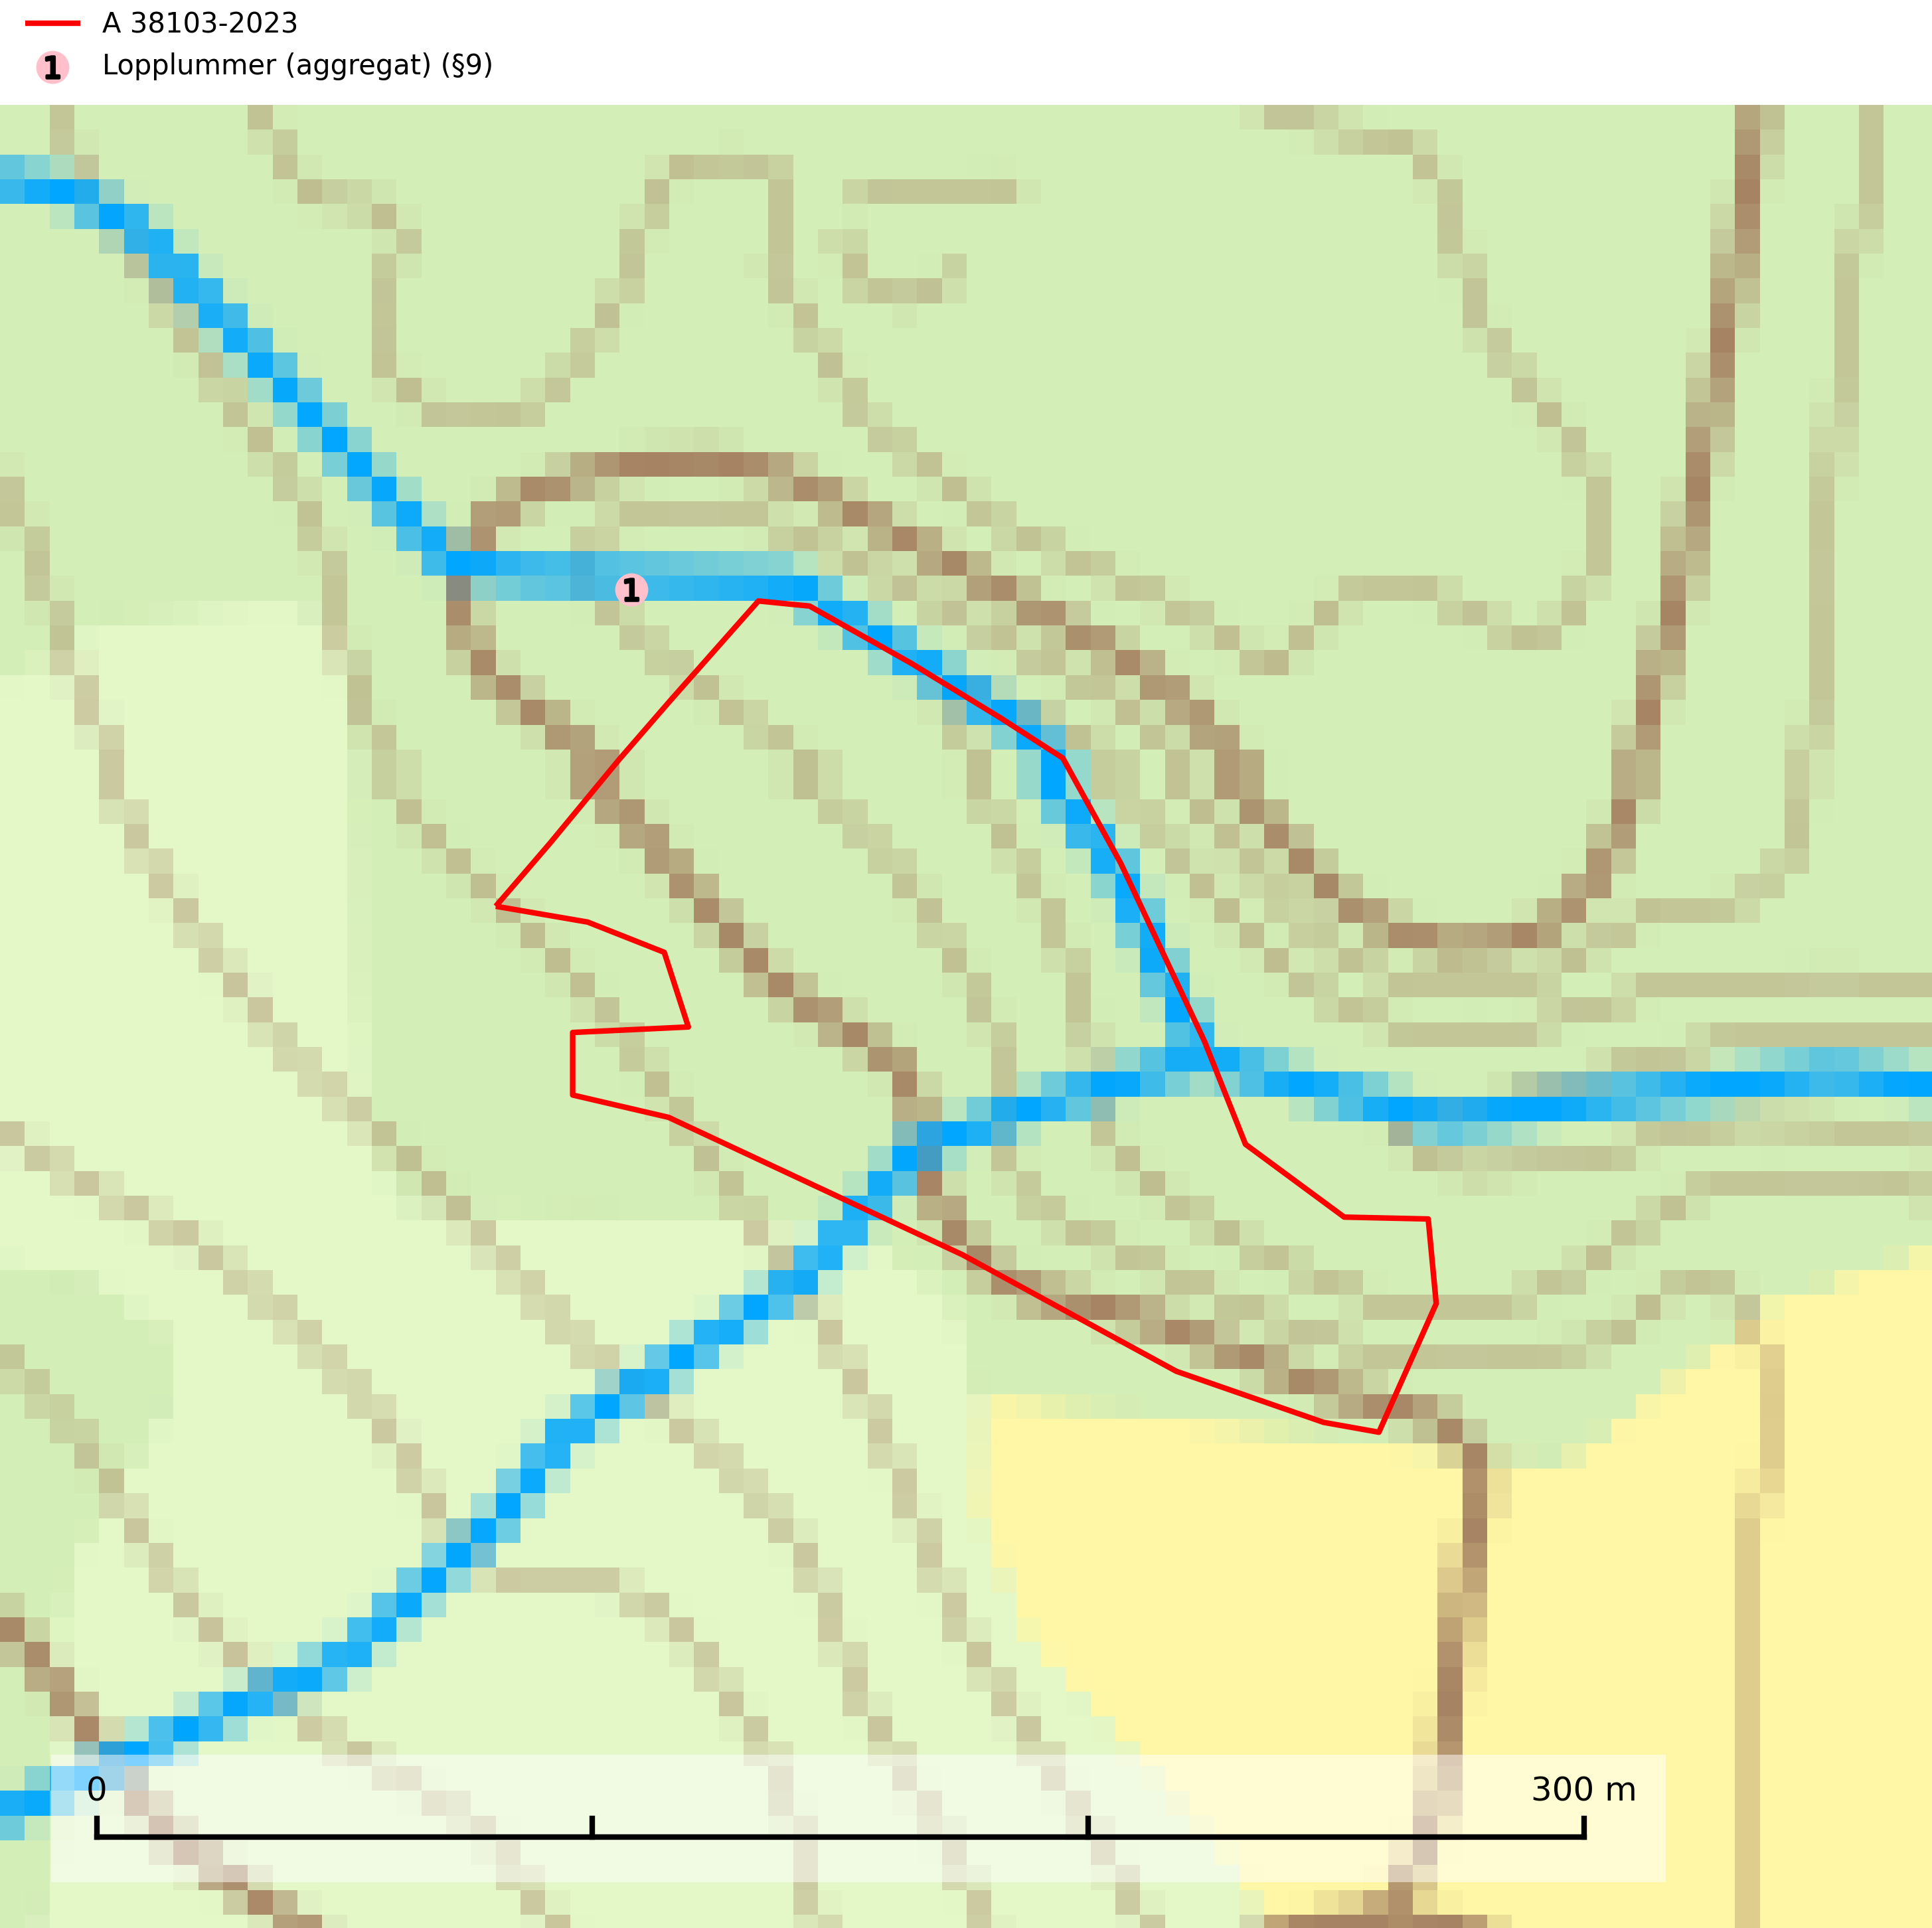 A 38103-2023
1 Lopplummer (aggregat) (§9)
1
0 300 m